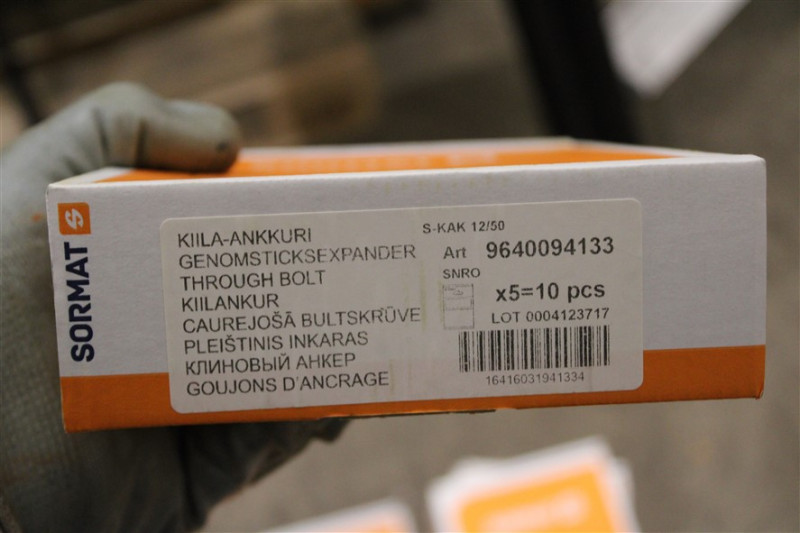 SORMAT
KIILA-ANKKURI
GENOMSTICKSEXPANDER
THROUGH BOLT
KIILANKUR
CAUREJOŠĀ BULTSKRŪVE
PLEIŠTINIS INKARAS
КЛИНОВЫЙ АНКЕР
GOUJONS D'ANCRAGE
S-KAK 12/50
Art 9640094133
SNRO
x5=10 pcs
LOT 0004123717
16416031941334